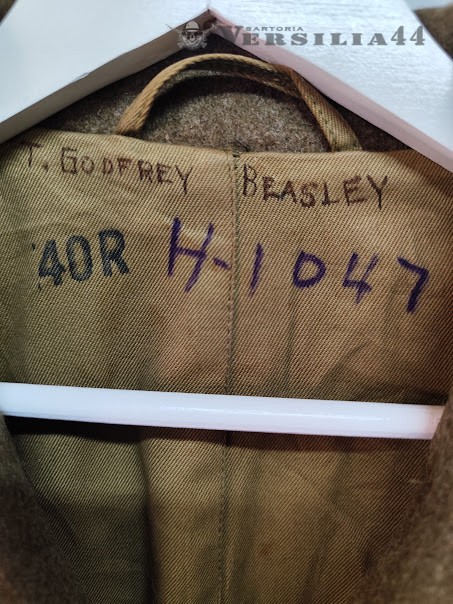 SARTORIA
VERSILIA44
T. GODFREY BEASLEY
40R H-1047